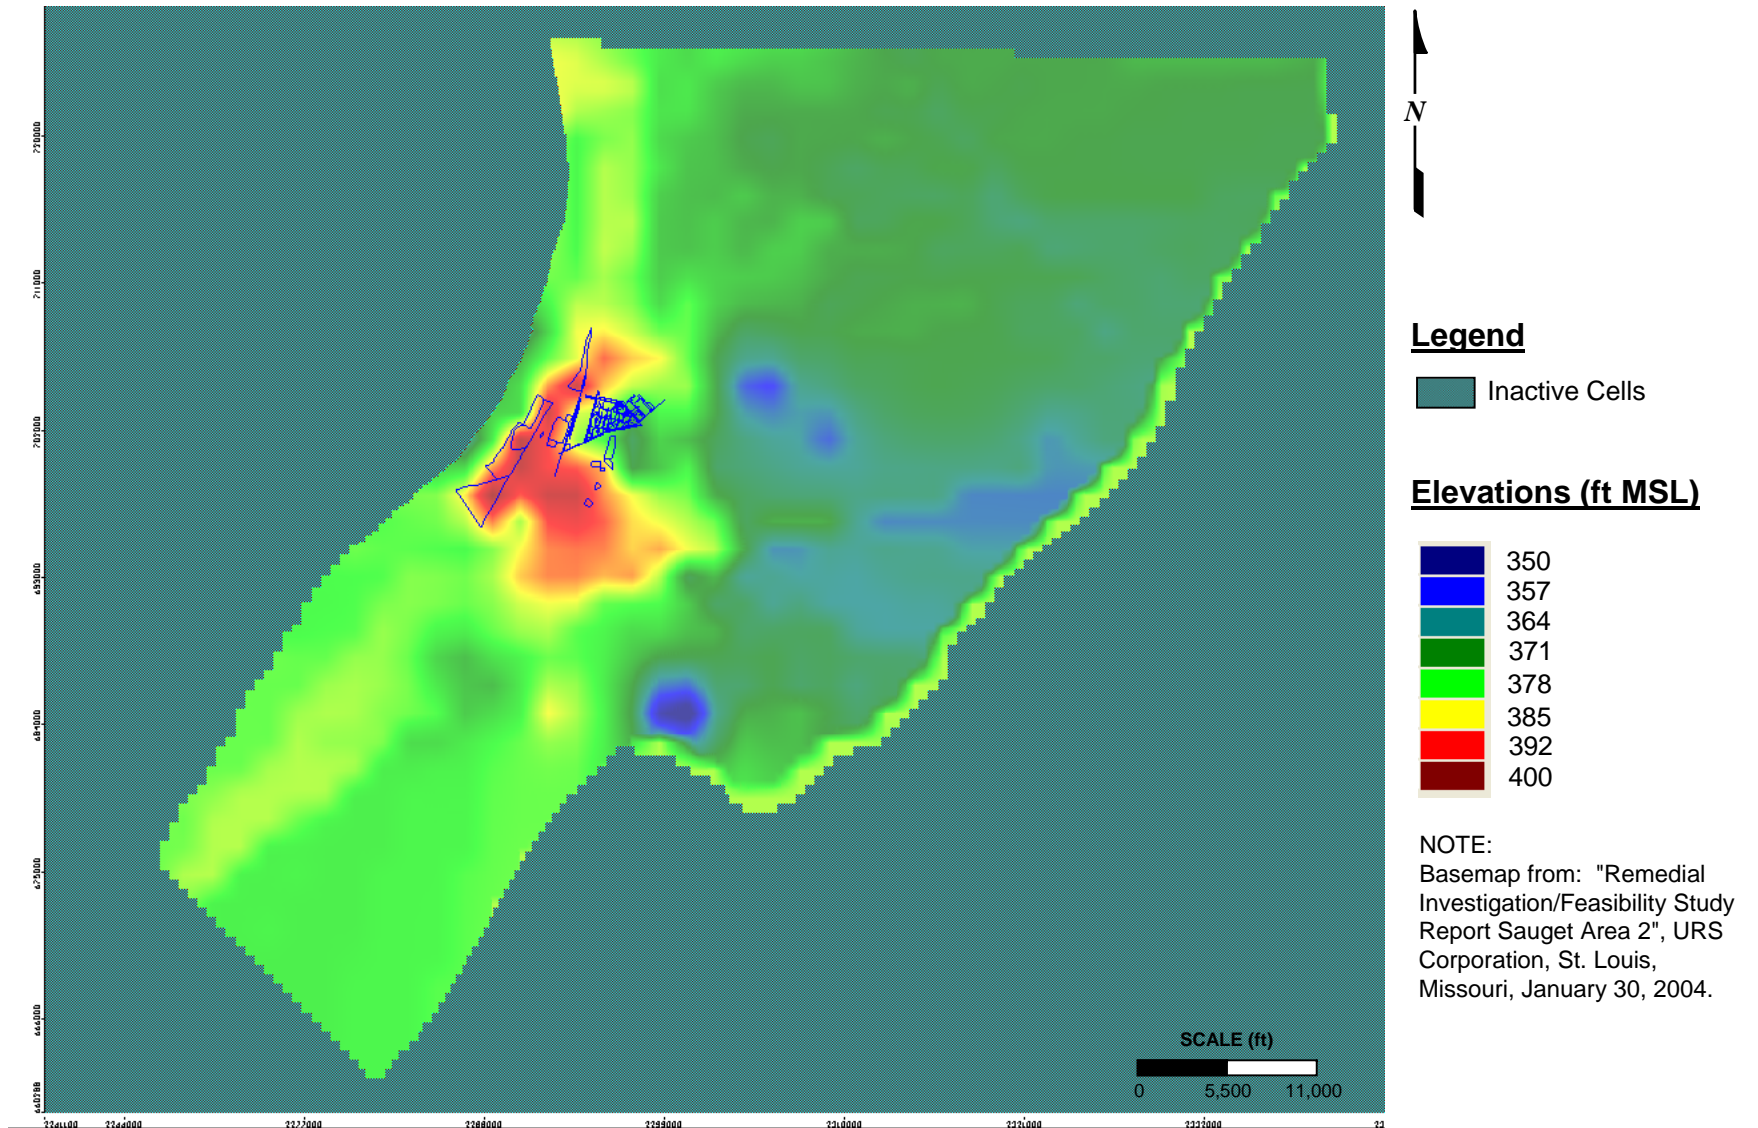 N
Legend
Inactive Cells
Elevations (ft MSL)
350
357
364
371
378
385
392
400
NOTE:
Basemap from: "Remedial
Investigation/Feasibility Study
Report Sauget Area 2", URS
Corporation, St. Louis,
Missouri, January 30, 2004.
SCALE (ft)
0 5,500 11,000